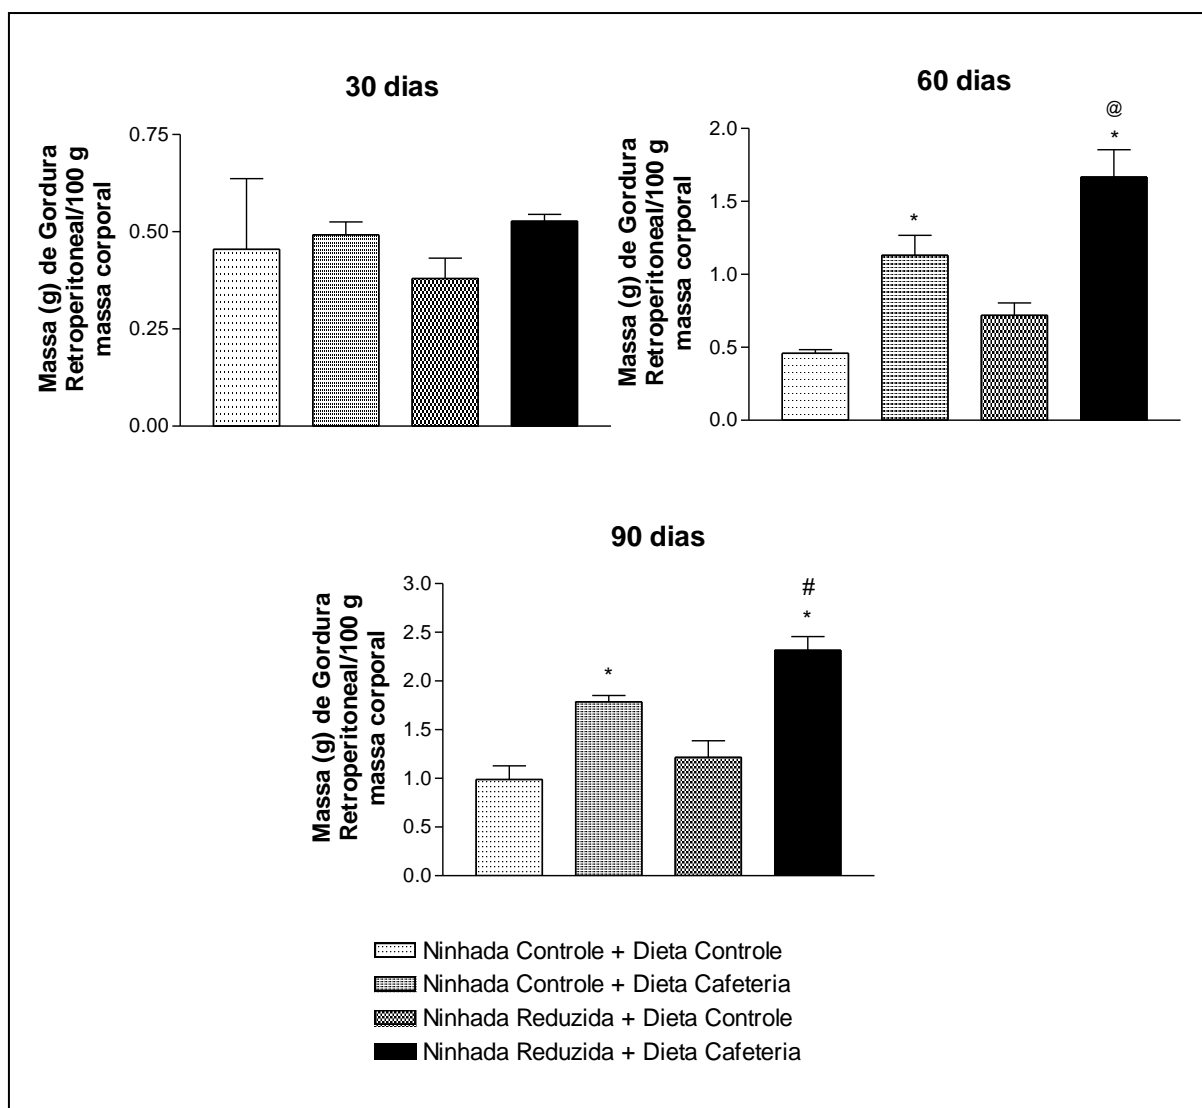 30 dias
Massa (g) de Gordura
Retroperitoneal/100 g
massa corporal
0.75
0.50
0.25
0.00
60 dias
Massa (g) de Gordura
Retroperitoneal/100 g
massa corporal
2.0
1.5
1.0
0.5
0.0
*
@
*
90 dias
Massa (g) de Gordura
Retroperitoneal/100 g
massa corporal
3.0
2.5
2.0
1.5
1.0
0.5
0.0
*
#
*
Ninhada Controle + Dieta Controle
Ninhada Controle + Dieta Cafeteria
Ninhada Reduzida + Dieta Controle
Ninhada Reduzida + Dieta Cafeteria